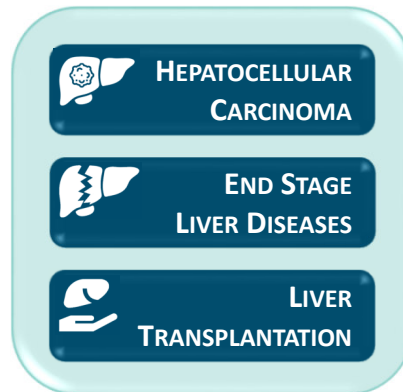 HEPATOCELLULAR
CARCINOMA
END STAGE
LIVER DISEASES
LIVER
TRANSPLANTATION